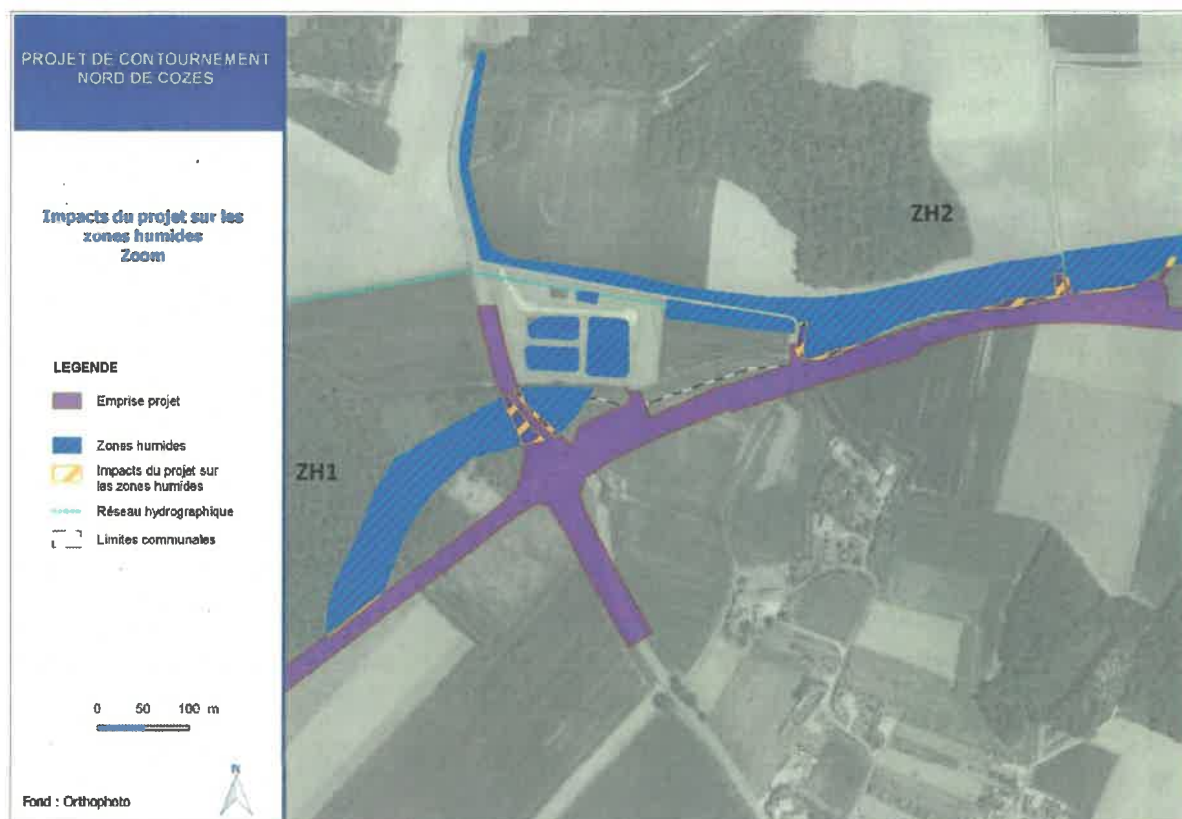 PROJET DE CONTOURNEMENT
NORD DE COZES
Impacts du projet sur les
zones humides
Zoom
LEGENDE
Emprise projet
Zones humides
Impacts du projet sur
les zones humides
Réseau hydrographique
Limites communales
0 50 100 m
N
Fond : Orthophoto
ZH1
ZH2